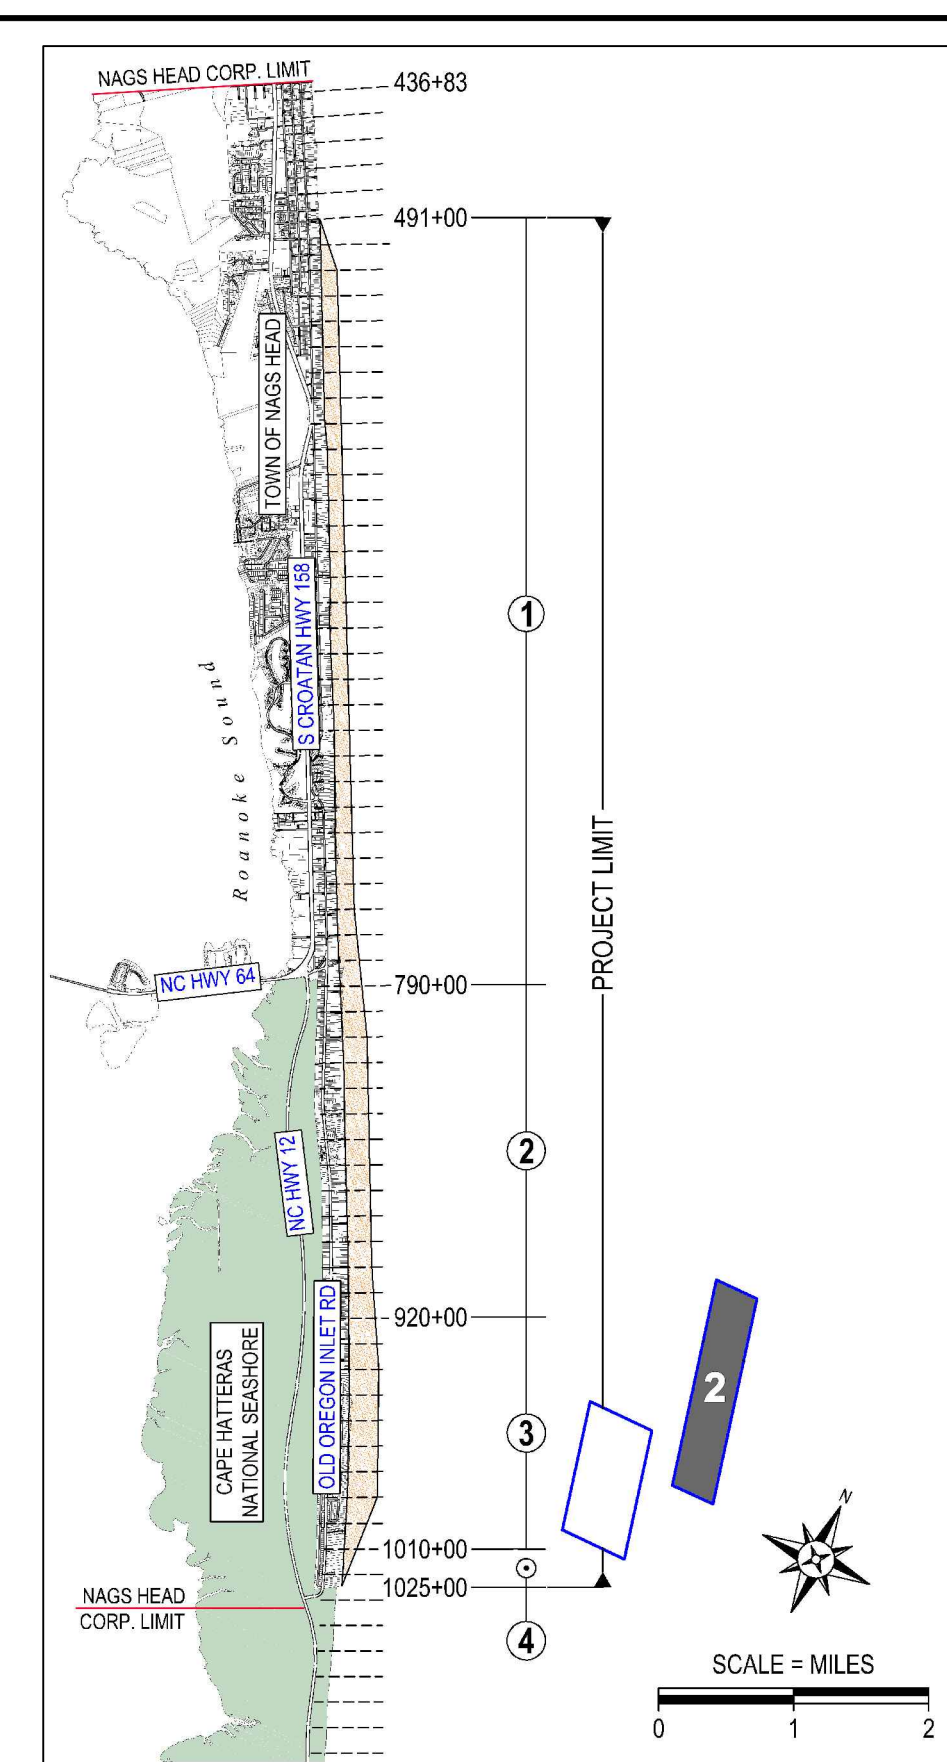 NAGS HEAD CORP. LIMIT
436+83
491+00
TOWN OF NAGS HEAD
S CROATAN HWY 158
1
Roanoke Sound
PROJECT LIMIT
NC HWY 64
790+00
NC HWY 12
2
920+00
OLD OREGON INLET RD
CAPE HATTERAS
NATIONAL SEASHORE
2
3
N
1010+00
1025+00
NAGS HEAD
CORP. LIMIT
4
SCALE = MILES
0 1 2